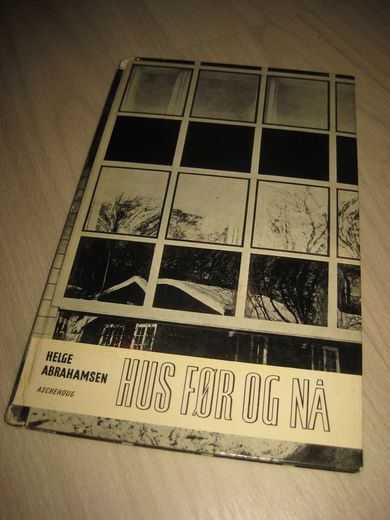 HELGE
ABRAHAMSEN
ASCHEHOUG
HUS FØR OG NÅ